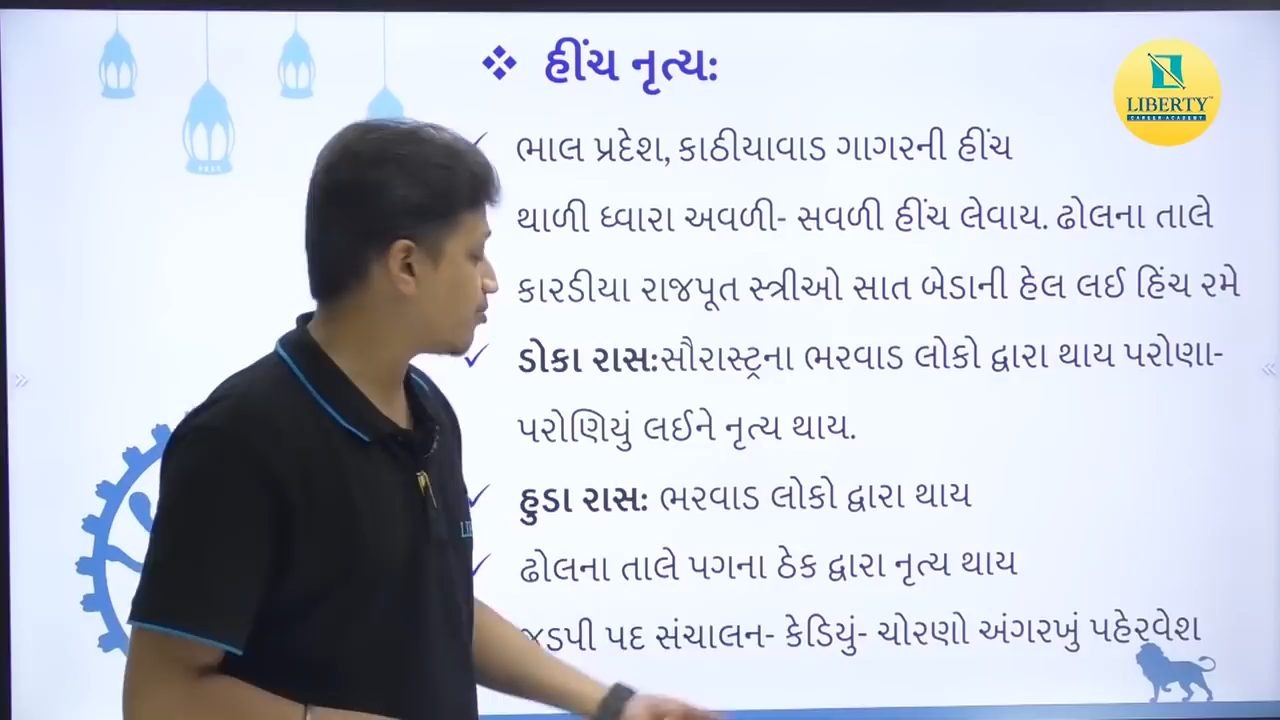 ❖ હીંચ નૃત્ય:
LIBERTY
CAREER ACADEMY
✓ ભાલ પ્રદેશ, કાઠીયાવાડ ગાગરની હીંચ
થાળી ધ્વારા અવળી- સવળી હીંચ લેવાય. ઢોલના તાલે
કારડીયા રાજપૂત સ્ત્રીઓ સાત બેડાની હેલ લઈ હિંચ રમે
✓ ડોકા રાસ:સૌરાસ્ટ્રના ભરવાડ લોકો દ્વારા થાય પરોણા-
પરોણિયું લઈને નૃત્ય થાય.
✓ હુડા રાસ: ભરવાડ લોકો દ્વારા થાય
✓ ઢોલના તાલે પગના ઠેક દ્વારા નૃત્ય થાય
પદ સંચાલન- કેડિયું- ચોરણો અંગરખું પહેરવેશ